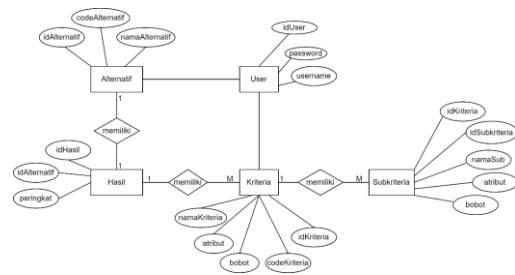 codeAlternatif
idAlternatif
namaAlternatif
idUser
password
username
Alternatif
User
1
memiliki
1
idHasil
idAlternatif
peringkat
Hasil
1
memiliki
M
Kriteria
1
memiliki
M
Subkriteria
idKriteria
idSubkriteria
namaSub
atribut
bobot
namaKriteria
atribut
bobot
codeKriteria
idKriteria